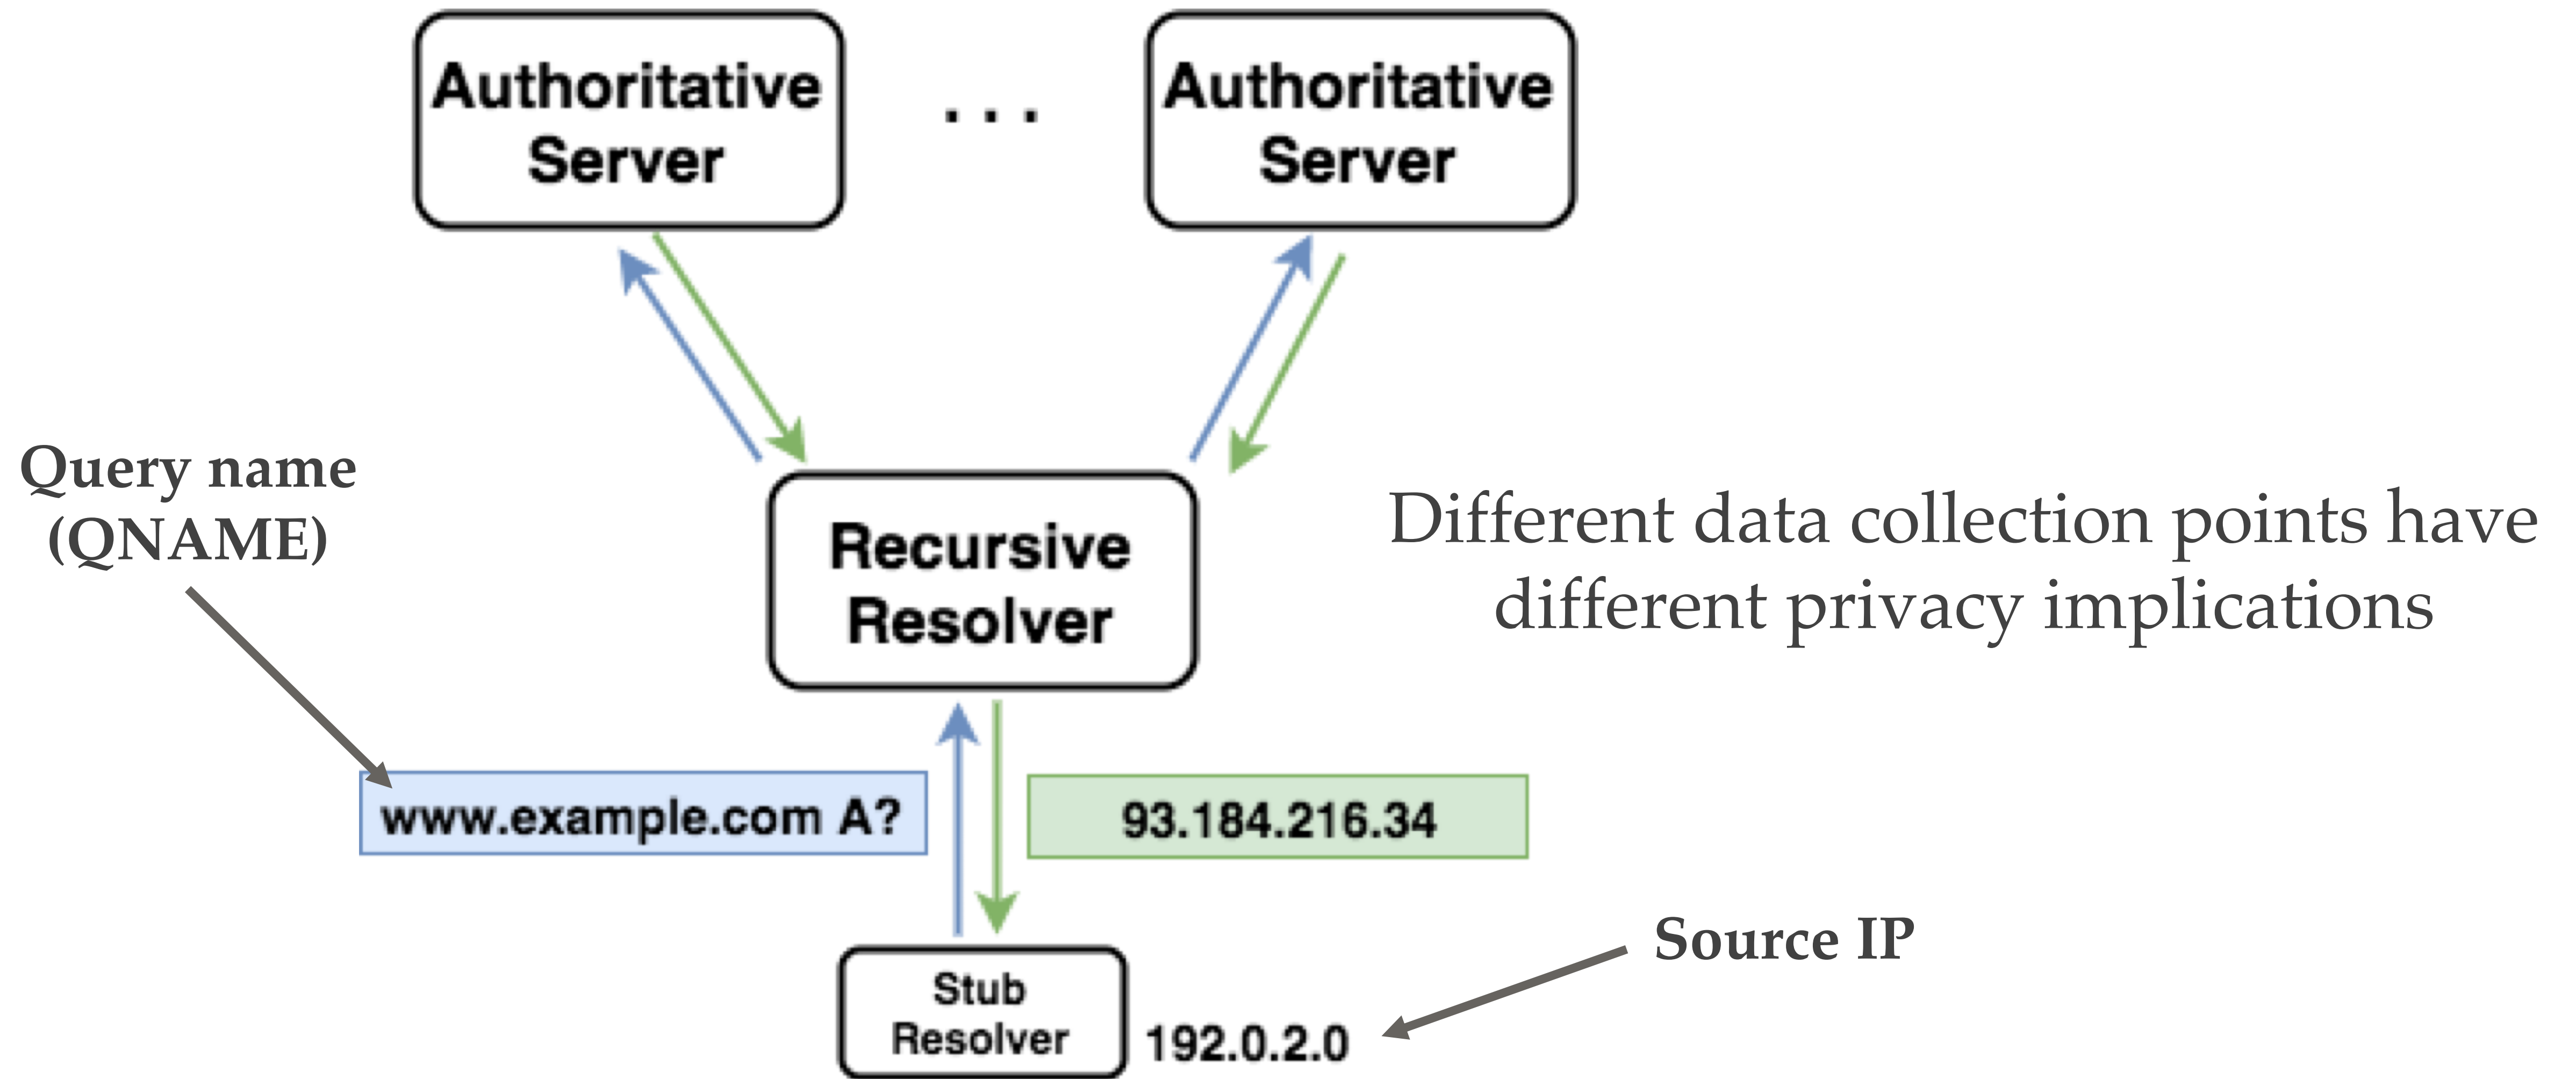 Authoritative
Server
...
Authoritative
Server
Query name
(QNAME)
Recursive
Resolver
Different data collection points have
different privacy implications
www.example.com A?
93.184.216.34
Stub
Resolver
192.0.2.0
Source IP